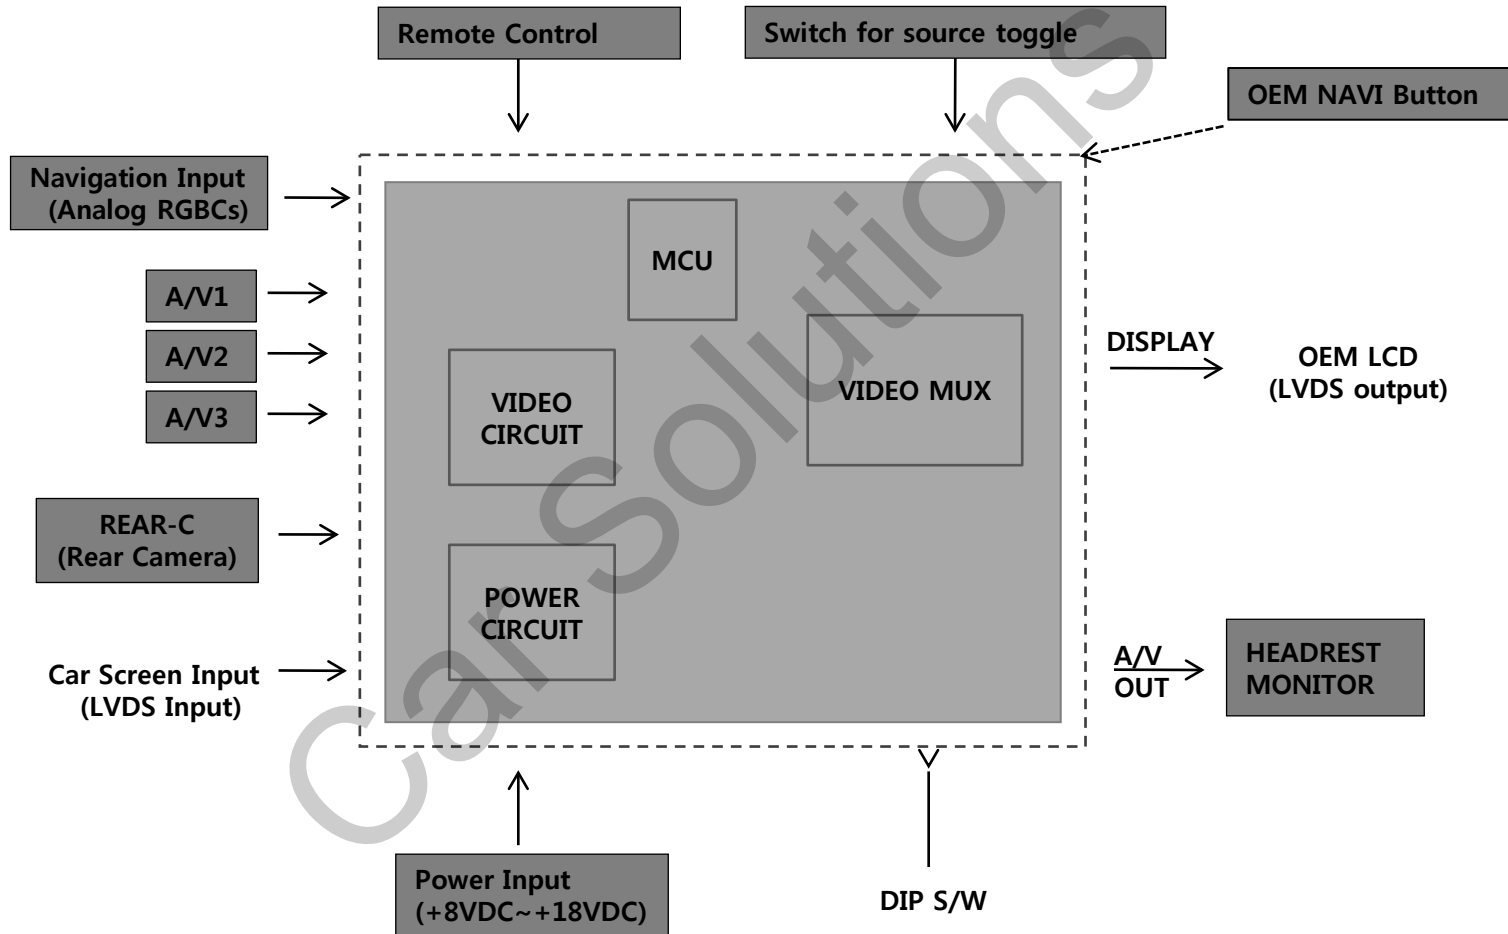 Remote Control
Switch for source toggle
OEM NAVI Button
Navigation Input
(Analog RGBCs)
MCU
A/V1
A/V2
A/V3
VIDEO
CIRCUIT
VIDEO MUX
DISPLAY
OEM LCD
(LVDS output)
REAR-C
(Rear Camera)
POWER
CIRCUIT
Car Screen Input
(LVDS Input)
A/V
OUT
HEADREST
MONITOR
Power Input
(+8VDC~+18VDC)
DIP S/W
Car Solutions